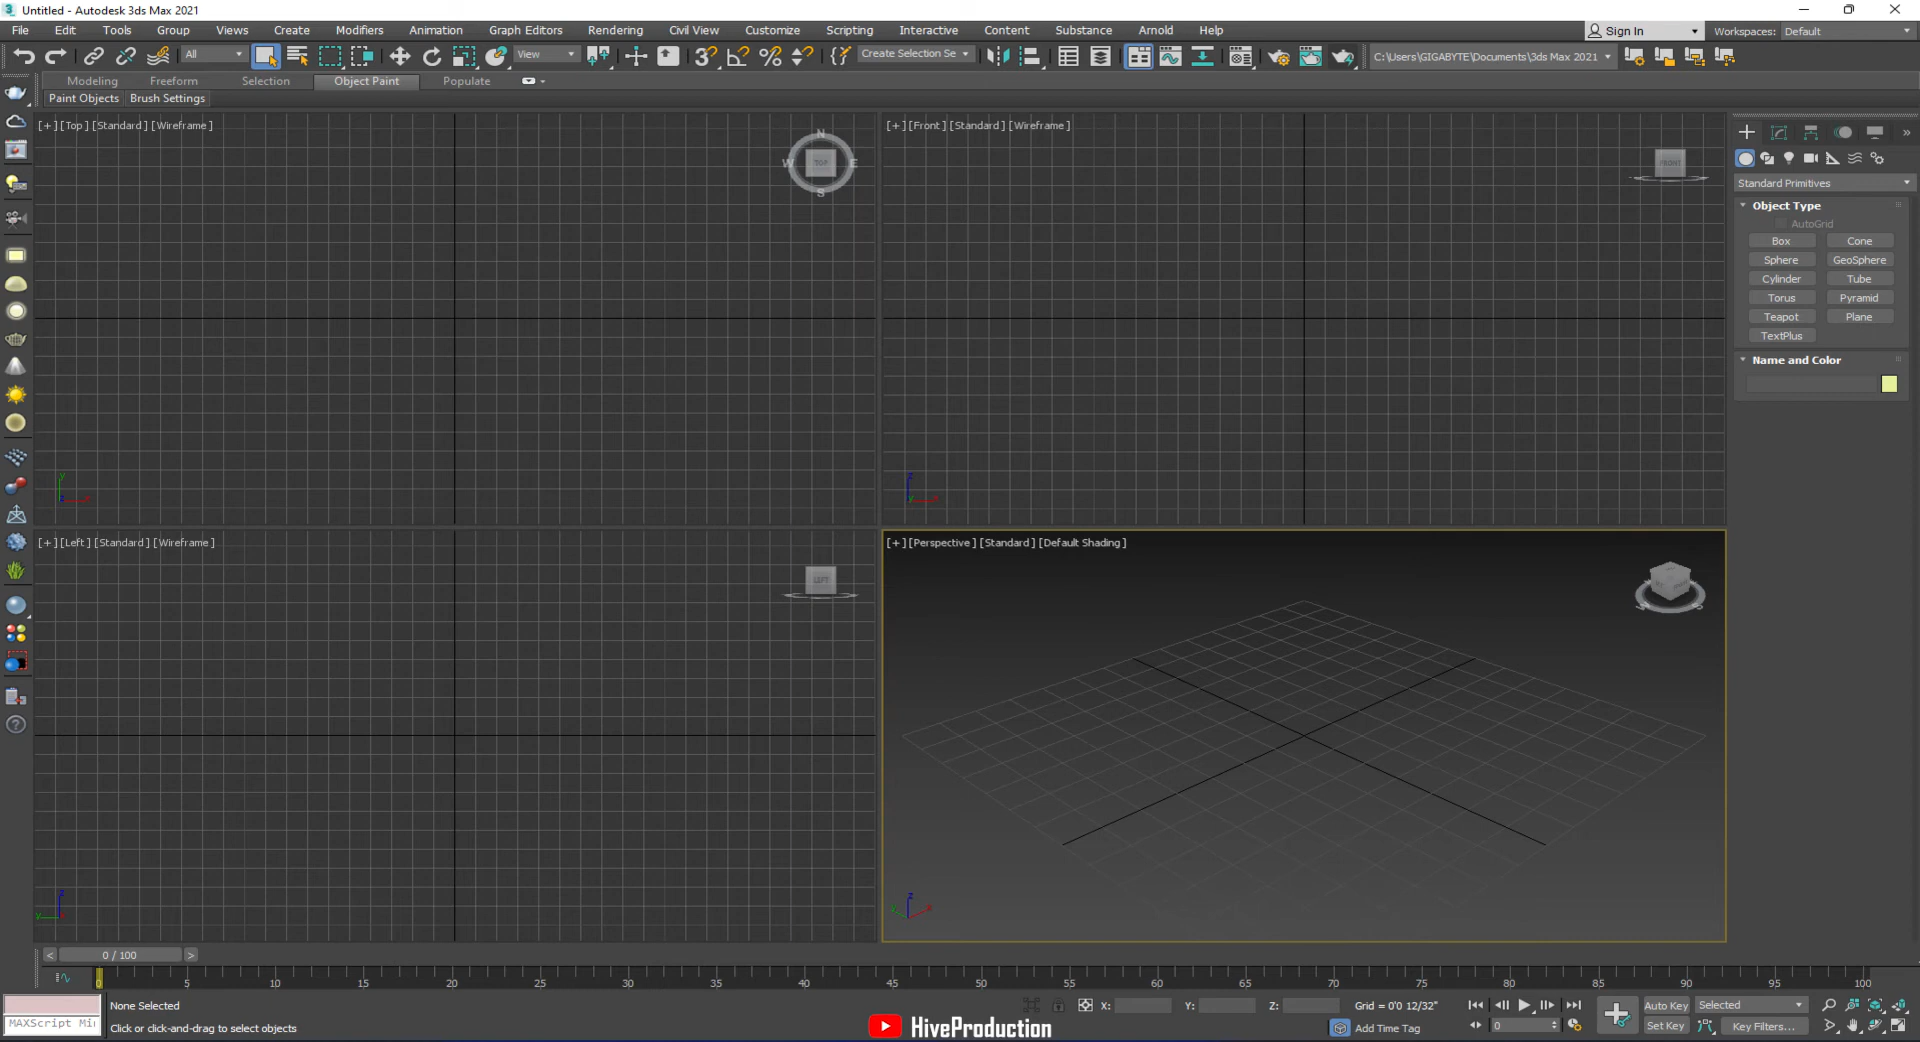 Untitled - Autodesk 3ds Max 2021
File Edit Tools Group Views Create Modifiers Animation Graph Editors Rendering Civil View Customize Scripting Interactive Content Substance Arnold Help Sign In Workspaces: Default
All View Create Selection Se C:\Users\GIGABYTE\Documents\3ds Max 2021
Modeling Freeform Selection Object Paint Populate
Paint Objects Brush Settings
[+] [Top] [Standard] [Wireframe]
N
W TOP E
S
[+] [Front] [Standard] [Wireframe]
FRONT
Standard Primitives
Object Type
AutoGrid
Box Cone
Sphere GeoSphere
Cylinder Tube
Torus Pyramid
Teapot Plane
TextPlus
Name and Color
y
x
z
x
[+] [Left] [Standard] [Wireframe]
LEFT
[+] [Perspective] [Standard] [Default Shading]
z
y
z
< 0 / 100 >
0 5 10 15 20 25 30 35 40 45 50 55 60 65 70 75 80 85 90 95 100
None Selected X: Y: Z: Grid = 0'0 12/32" Auto Key Selected
MAXScript Mi
Click or click-and-drag to select objects HiveProduction Add Time Tag 0 Set Key Key Filters...